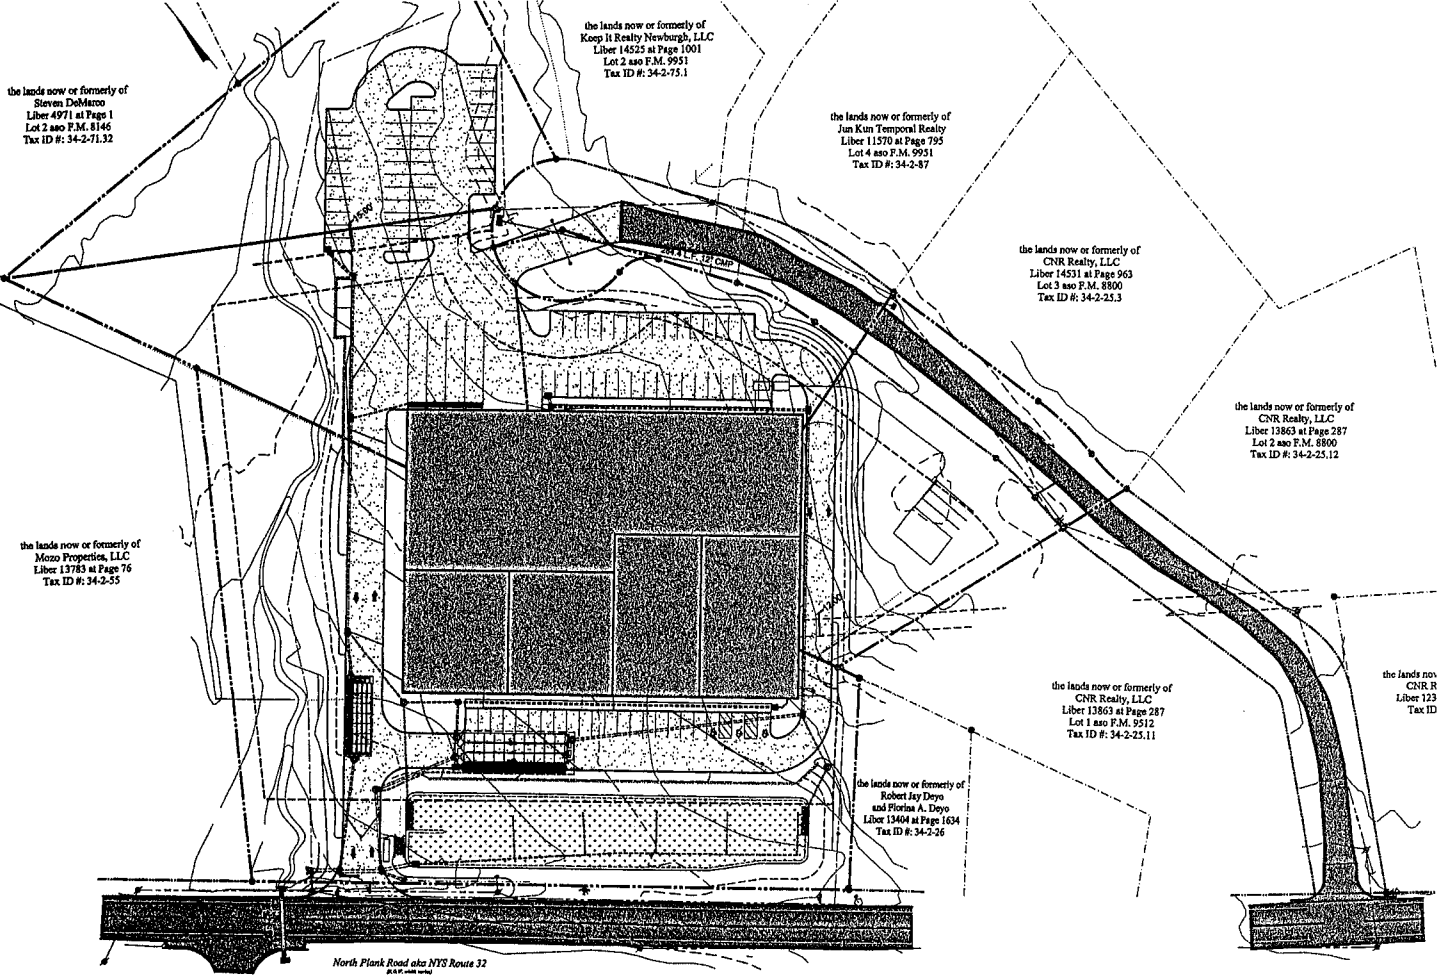 the lands now or formerly of
Keep It Realty Newburgh, LLC
Liber 14525 at Page 1001
Lot 2 aso F.M. 9951
Tax ID #: 34-2-75.1
the lands now or formerly of
Steven DeMarco
Liber 4971 at Page 1
Lot 2 aso F.M. 8146
Tax ID #: 34-2-71.32
the lands now or formerly of
Jun Kun Temporal Realty
Liber 11570 at Page 795
Lot 4 aso F.M. 9951
Tax ID #: 34-2-87
the lands now or formerly of
CNR Realty, LLC
Liber 14531 at Page 963
Lot 3 aso F.M. 8800
Tax ID #: 34-2-25.3
L.F. 12" CMP
the lands now or formerly of
CNR Realty, LLC
Liber 13863 at Page 287
Lot 2 aso F.M. 8800
Tax ID #: 34-2-25.12
the lands now or formerly of
Mozo Properties, LLC
Liber 13783 at Page 76
Tax ID #: 34-2-55
the lands now or formerly of
CNR Realty, LLC
Liber 13863 at Page 287
Lot 1 aso F.M. 9512
Tax ID #: 34-2-25.11
the lands nov
CNR R
Liber 123
Tax ID
the lands now or formerly of
Robert Jay Deyo
and Florina A. Deyo
Liber 13404 at Page 1634
Tax ID #: 34-2-26
North Plank Road aka NYS Route 32